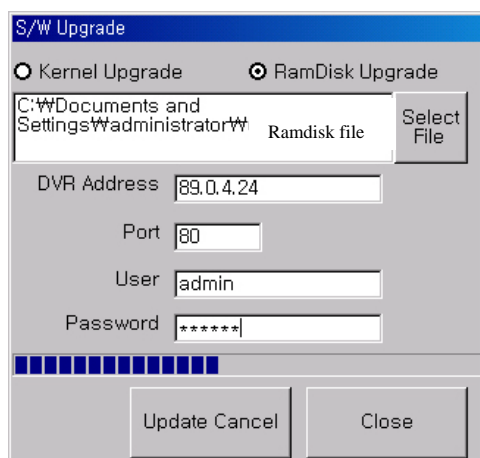 S/W Upgrade
Kernel Upgrade
RamDisk Upgrade
C:₩Documents and
Settings₩administrator₩
Ramdisk file
Select
File
DVR Address 89.0.4.24
Port 80
User admin
Password ******
Update Cancel
Close